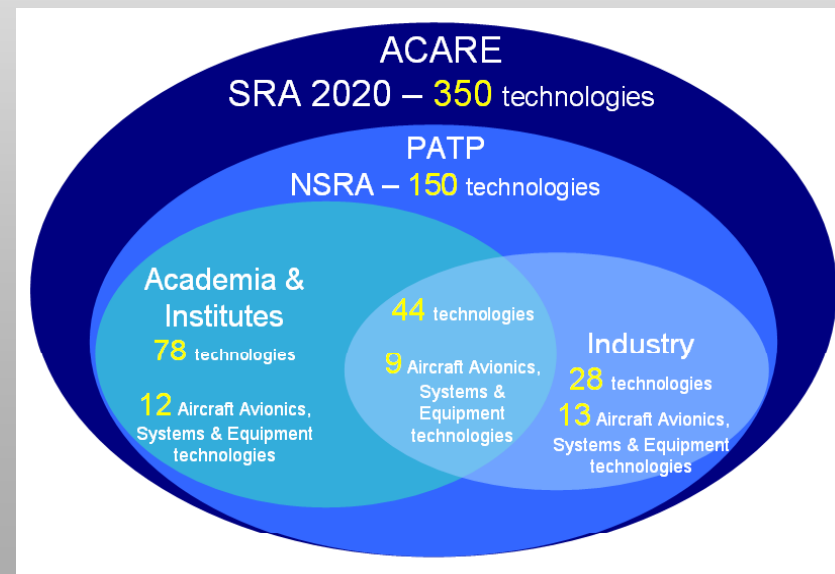 ACARE
SRA 2020 – 350 technologies
PATP
NSRA – 150 technologies
Academia &
Institutes
78 technologies
12 Aircraft Avionics,
Systems & Equipment
technologies
44 technologies
9 Aircraft Avionics,
Systems &
Equipment
technologies
Industry
28 technologies
13 Aircraft Avionics,
Systems & Equipment
technologies